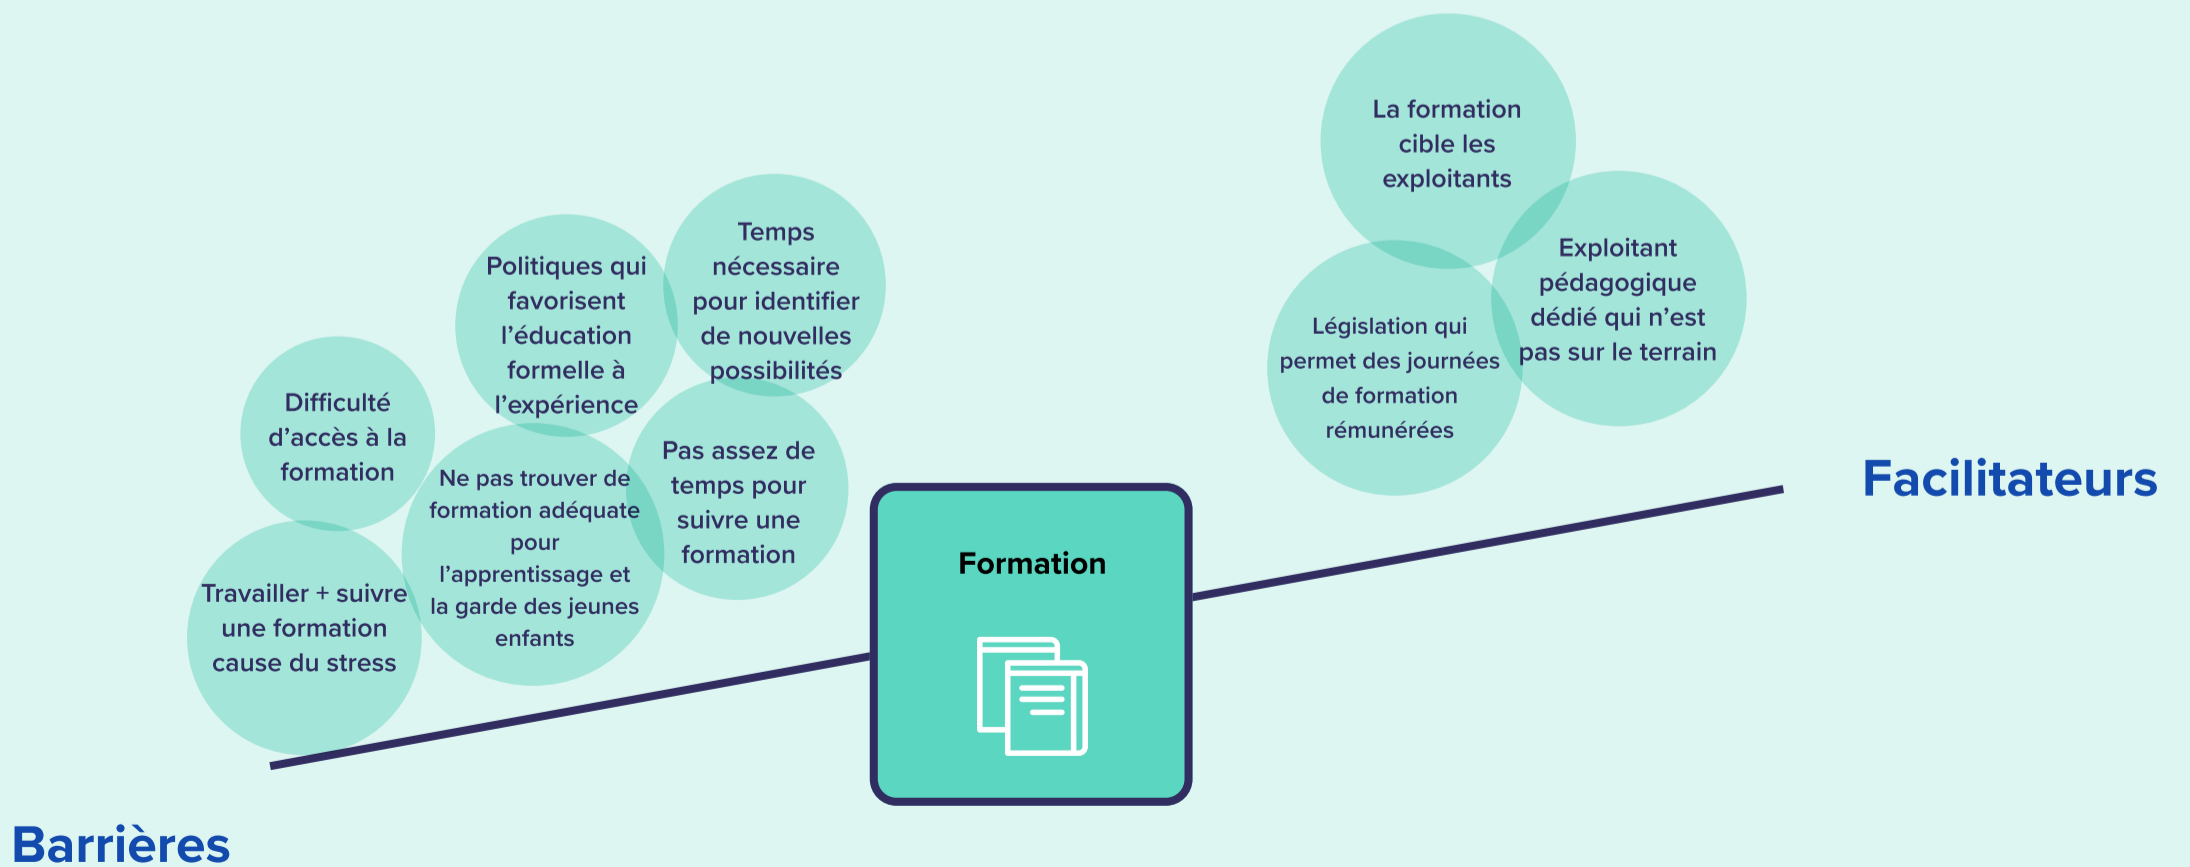 La formation
cible les
exploitants
Exploitant
pédagogique
dédié qui n’est
pas sur le terrain
Législation qui
permet des journées
de formation
rémunérées
Facilitateurs
Temps
nécessaire
pour identifier
de nouvelles
possibilités
Politiques qui
favorisent
l’éducation
formelle à
l’expérience
Difficulté
d’accès à la
formation
Ne pas trouver de
formation adéquate
pour
l’apprentissage et
la garde des jeunes
enfants
Pas assez de
temps pour
suivre une
formation
Travailler + suivre
une formation
cause du stress
Formation
Barrières